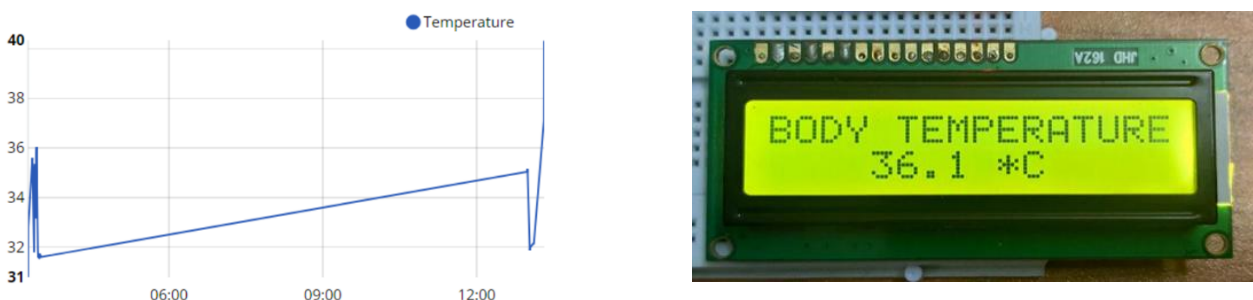 Temperature
40
38
36
34
32
31
06:00
09:00
12:00
JHD 162A
BODY TEMPERATURE
36.1 *C